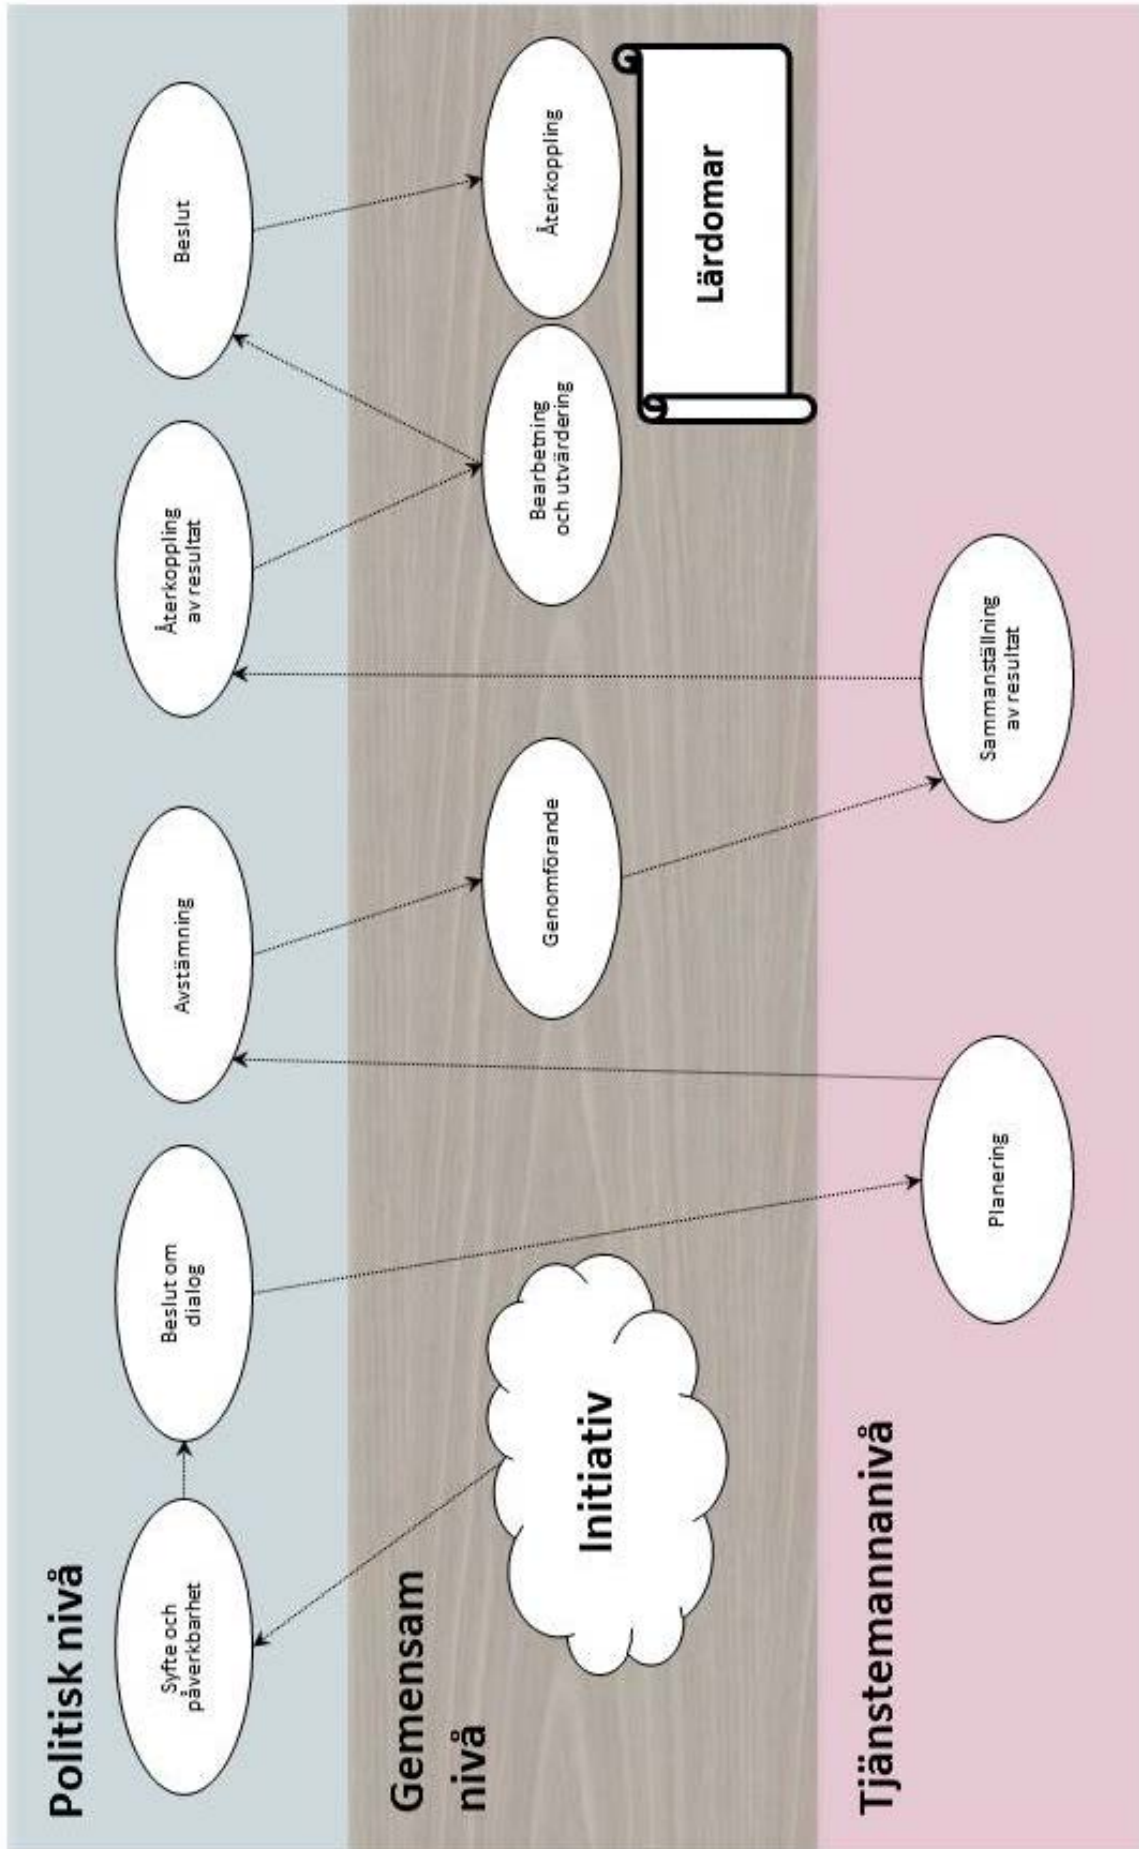 Politisk nivå
Syfte och
påverkbarhet
Beslut om
dialog
Avstämning
Återkoppling
av resultat
Beslut
Gemensam
nivå
Initiativ
Genomförande
Bearbetning
och utvärdering
Återkoppling
Lärdomar
Tjänstemannanivå
Planering
Sammanställning
av resultat